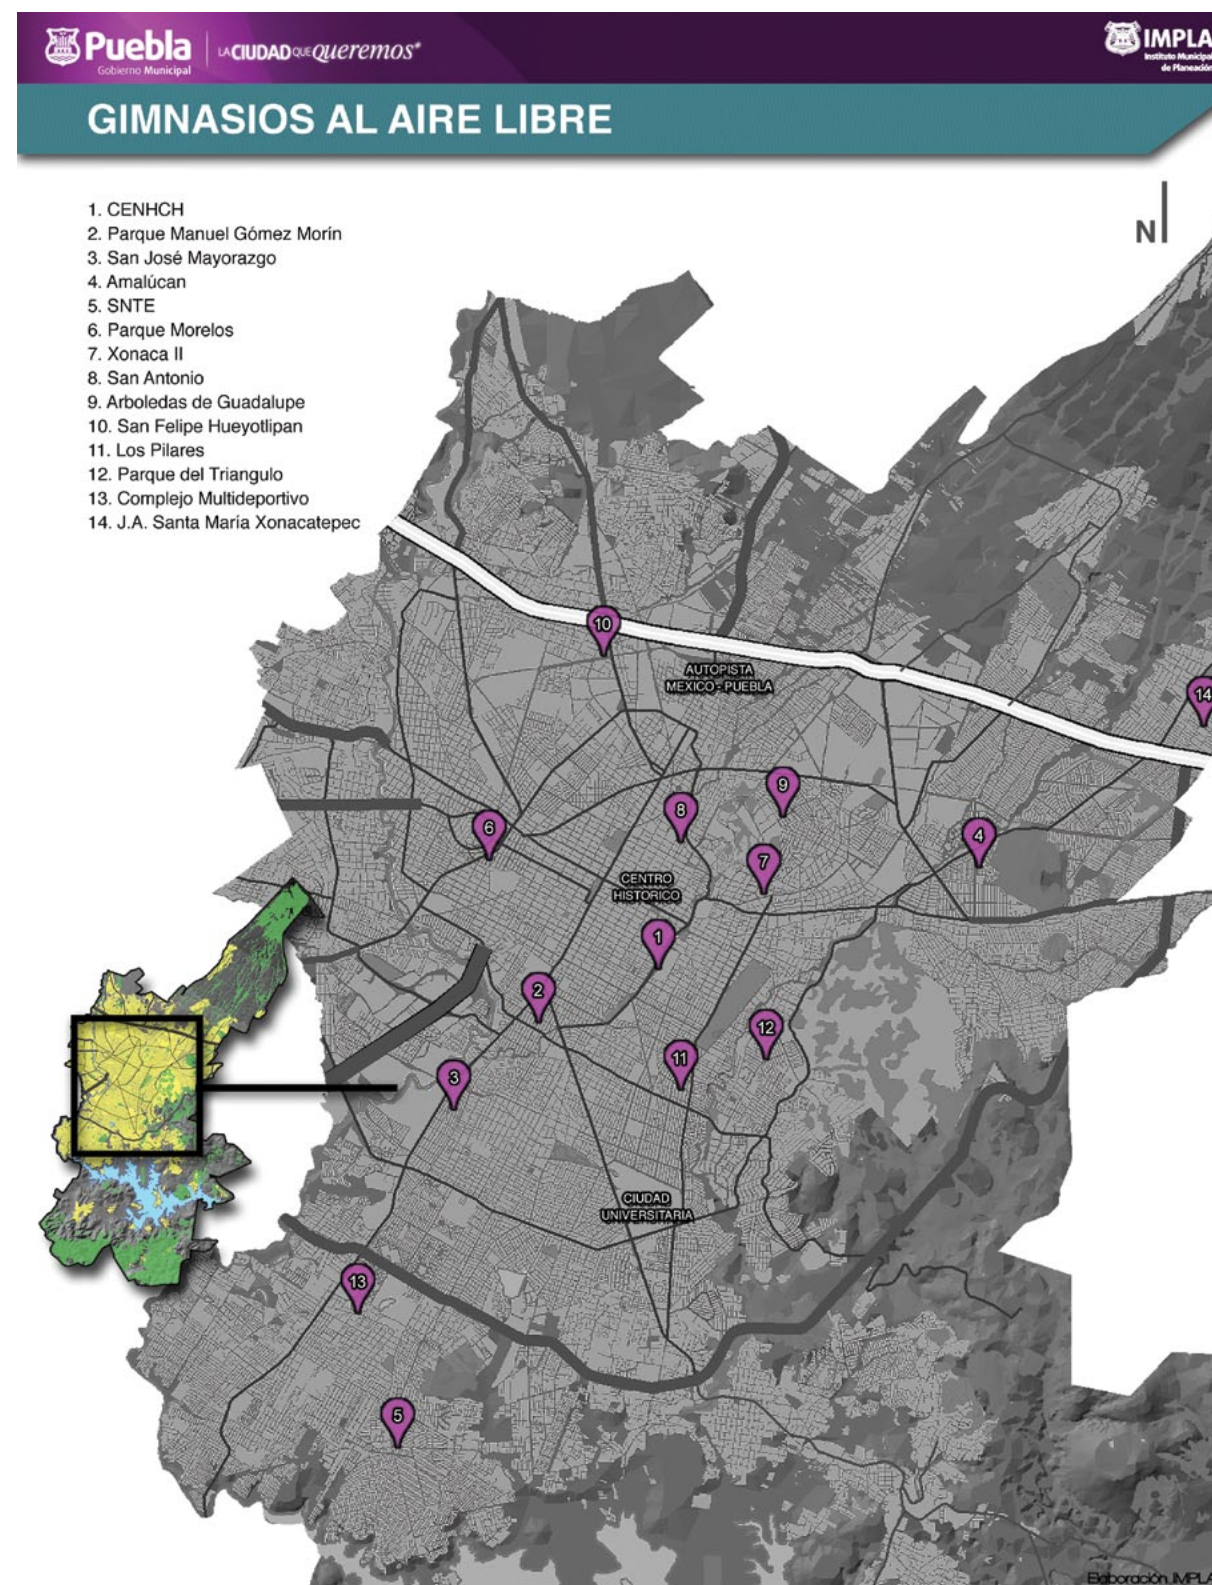 Puebla
Gobierno Municipal
LA CIUDAD QUE queremos*
IMPLA
Instituto Municipal
de Planeación
GIMNASIOS AL AIRE LIBRE
N
1. CENHCH
2. Parque Manuel Gómez Morín
3. San José Mayorazgo
4. Amalúcan
5. SNTE
6. Parque Morelos
7. Xonaca II
8. San Antonio
9. Arboledas de Guadalupe
10. San Felipe Hueyotlipan
11. Los Pilares
12. Parque del Triangulo
13. Complejo Multideportivo
14. J.A. Santa María Xonacatepec
10
AUTOPISTA
MEXICO - PUEBLA
14
9
8
6
4
7
CENTRO
HISTORICO
1
2
12
11
3
CIUDAD
UNIVERSITARIA
13
5
Elaboración. IMPLA